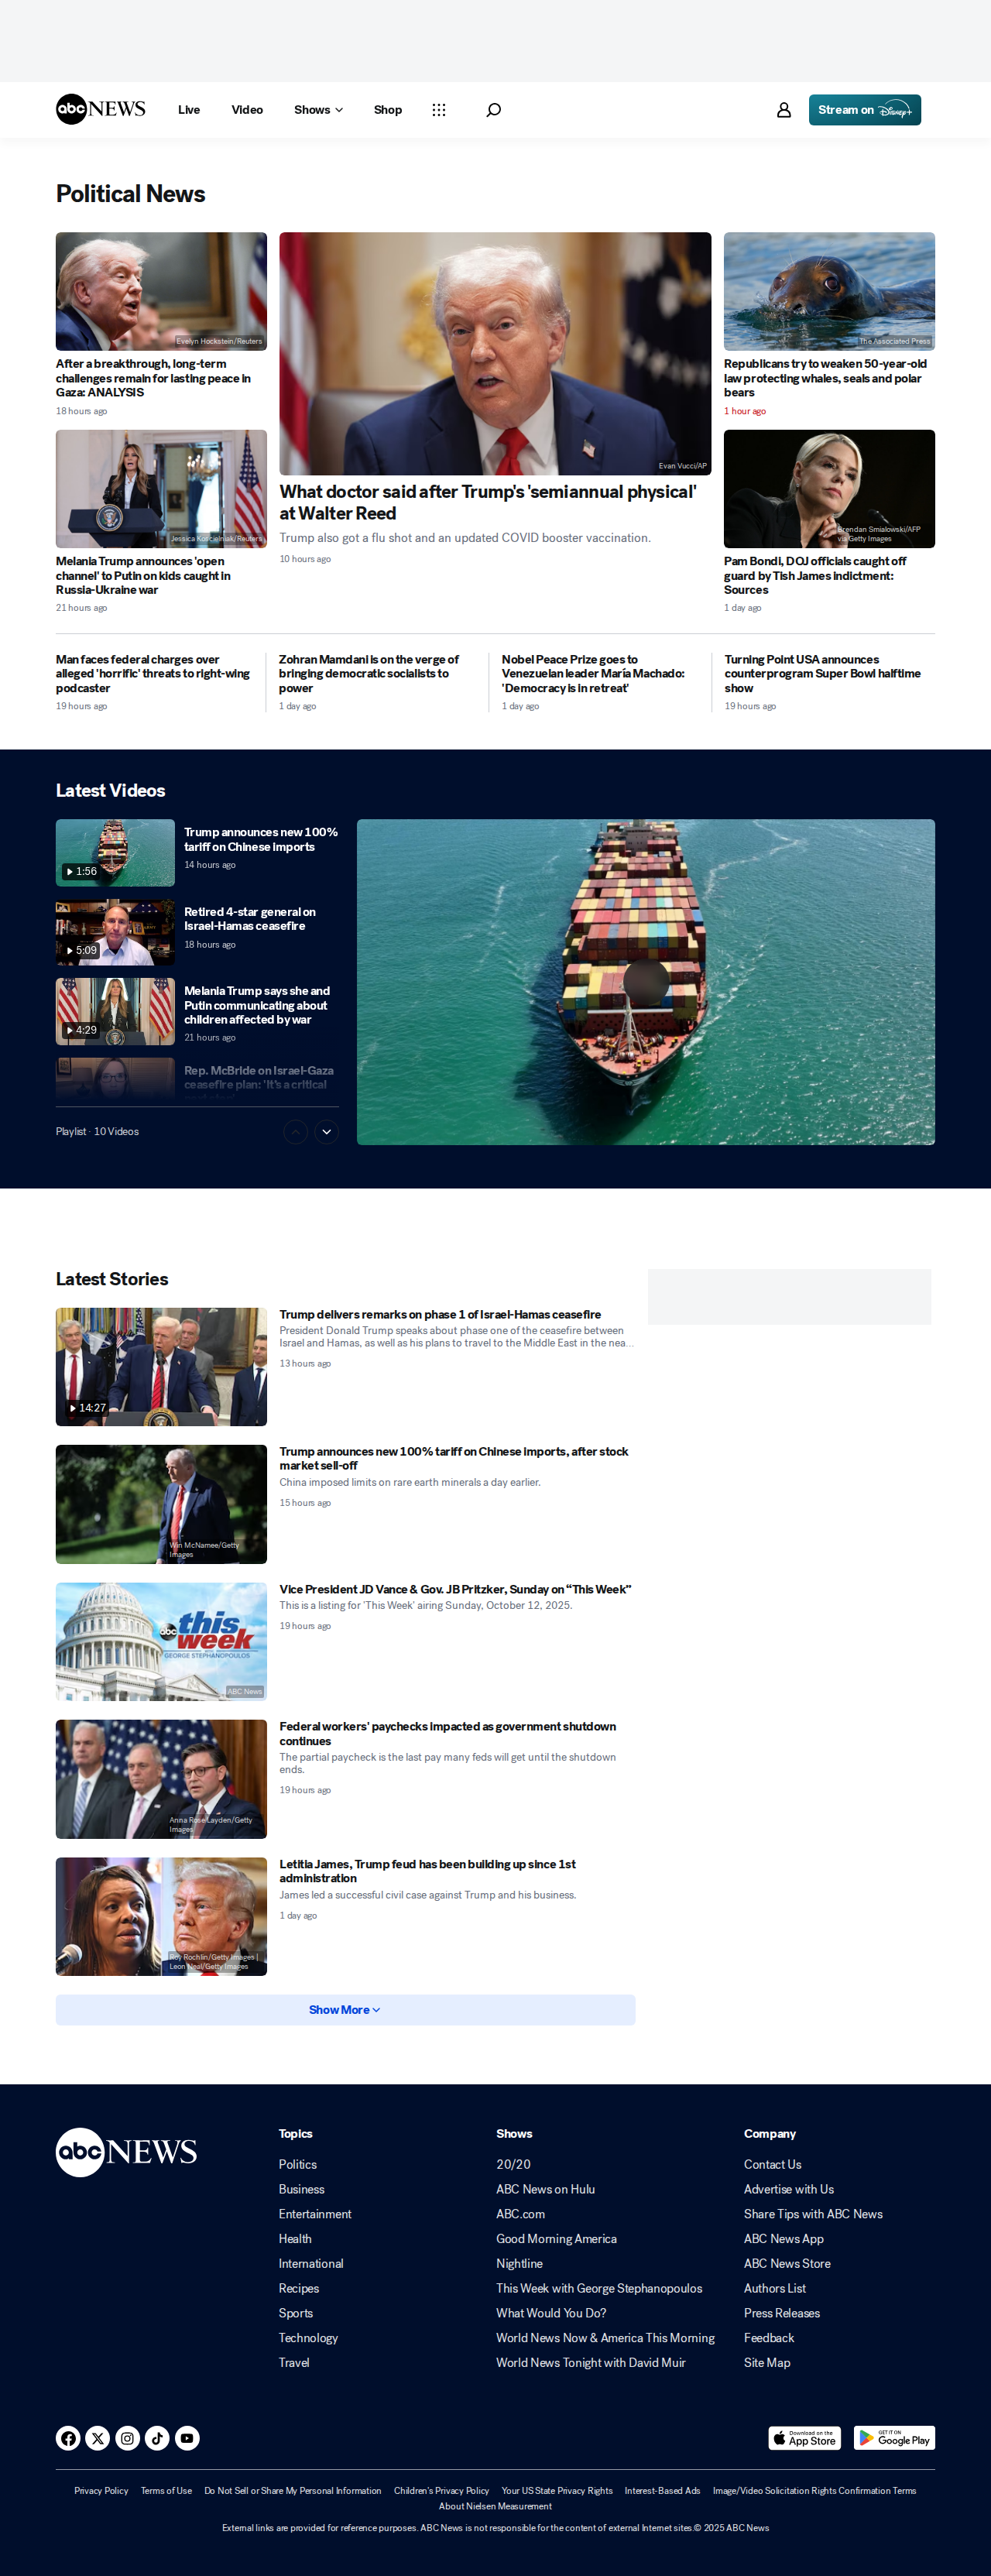 abc NEWS
Live
Video
Shows
Shop
Stream on Disney+
Political News
Evelyn Hockstein/Reuters
After a breakthrough, long-term
challenges remain for lasting peace in
Gaza: ANALYSIS
18 hours ago
Jessica Koscielniak/Reuters
Melania Trump announces 'open
channel' to Putin on kids caught in
Russia-Ukraine war
21 hours ago
Evan Vucci/AP
What doctor said after Trump's 'semiannual physical'
at Walter Reed
Trump also got a flu shot and an updated COVID booster vaccination.
10 hours ago
The Associated Press
Republicans try to weaken 50-year-old
law protecting whales, seals and polar
bears
1 hour ago
Brendan Smialowski/AFP
via Getty Images
Pam Bondi, DOJ officials caught off
guard by Tish James indictment:
Sources
1 day ago
Man faces federal charges over
alleged 'horrific' threats to right-wing
podcaster
19 hours ago
Zohran Mamdani is on the verge of
bringing democratic socialists to
power
1 day ago
Nobel Peace Prize goes to
Venezuelan leader María Machado:
'Democracy is in retreat'
1 day ago
Turning Point USA announces
counterprogram Super Bowl halftime
show
19 hours ago
Latest Videos
1:56
Trump announces new 100%
tariff on Chinese imports
14 hours ago
5:09
Retired 4-star general on
Israel-Hamas ceasefire
18 hours ago
4:29
Melania Trump says she and
Putin communicating about
children affected by war
21 hours ago
Rep. McBride on Israel-Gaza
ceasefire plan: 'It's a critical
Playlist · 10 Videos
Latest Stories
14:27
Trump delivers remarks on phase 1 of Israel-Hamas ceasefire
President Donald Trump speaks about phase one of the ceasefire between
Israel and Hamas, as well as his plans to travel to the Middle East in the nea...
13 hours ago
Win McNamee/Getty
Images
Trump announces new 100% tariff on Chinese imports, after stock
market sell-off
China imposed limits on rare earth minerals a day earlier.
15 hours ago
abc this
week
GEORGE STEPHANOPOULOS
ABC News
Vice President JD Vance & Gov. JB Pritzker, Sunday on “This Week”
This is a listing for 'This Week' airing Sunday, October 12, 2025.
19 hours ago
Anna Rose Layden/Getty
Images
Federal workers' paychecks impacted as government shutdown
continues
The partial paycheck is the last pay many feds will get until the shutdown
ends.
19 hours ago
Roy Rochlin/Getty Images |
Leon Neal/Getty Images
Letitia James, Trump feud has been building up since 1st
administration
James led a successful civil case against Trump and his business.
1 day ago
Show More
abc NEWS
Topics
Politics
Business
Entertainment
Health
International
Recipes
Sports
Technology
Travel
Shows
20/20
ABC News on Hulu
ABC.com
Good Morning America
Nightline
This Week with George Stephanopoulos
What Would You Do?
World News Now & America This Morning
World News Tonight with David Muir
Company
Contact Us
Advertise with Us
Share Tips with ABC News
ABC News App
ABC News Store
Authors List
Press Releases
Feedback
Site Map
Download on the
App Store
GET IT ON
Google Play
Privacy Policy Terms of Use Do Not Sell or Share My Personal Information Children's Privacy Policy Your US State Privacy Rights Interest-Based Ads Image/Video Solicitation Rights Confirmation Terms
About Nielsen Measurement
External links are provided for reference purposes. ABC News is not responsible for the content of external Internet sites.© 2025 ABC News